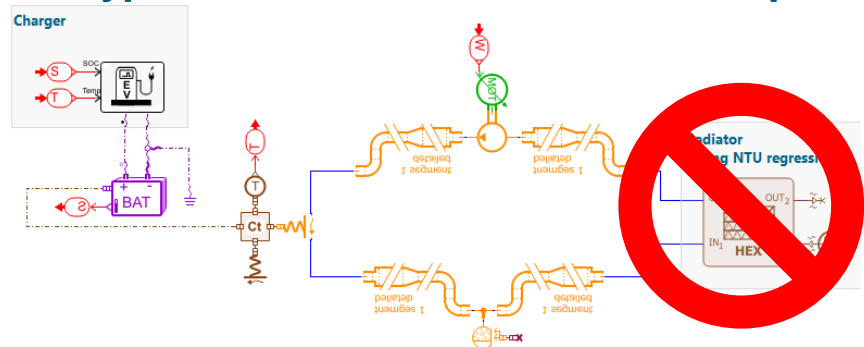 Charger
SOC
S
Temp
T
E
V
+ -
BAT
S
T
T
Ct
W
MOT
detailed
1 segment
detailed
1 segment
detailed
1 segment
detailed
1 segment
adiator
ng NTU regress
OUT2
IN1
HEX